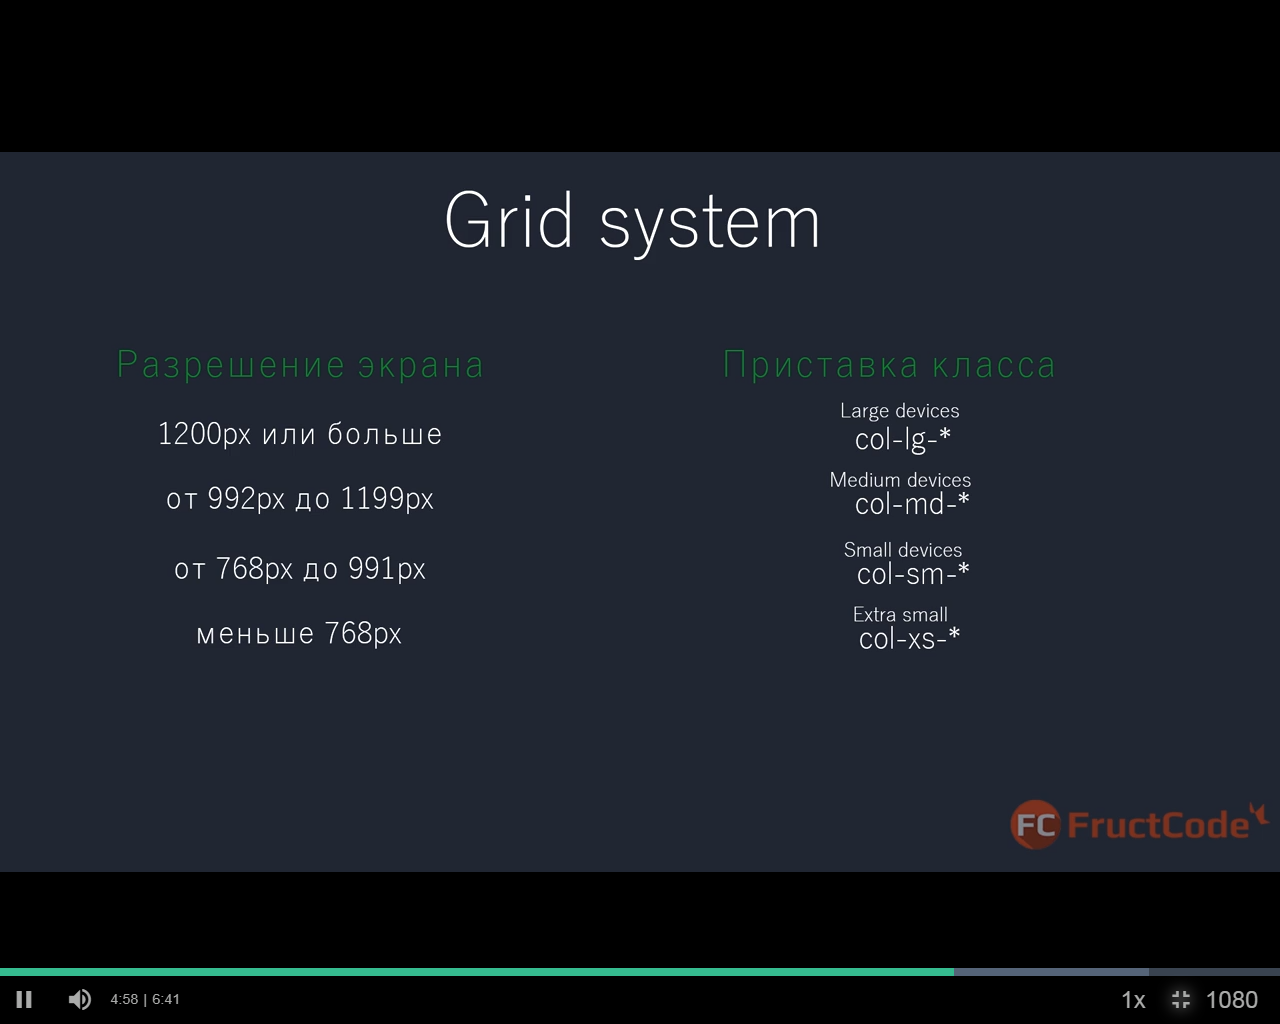 Grid system
Разрешение экрана
Приставка класса
1200px или больше
Large devices
col-lg-*
от 992px до 1199px
Medium devices
col-md-*
от 768px до 991px
Small devices
col-sm-*
меньше 768px
Extra small
col-xs-*
FC FructCode
4:58 | 6:41
1x
1080